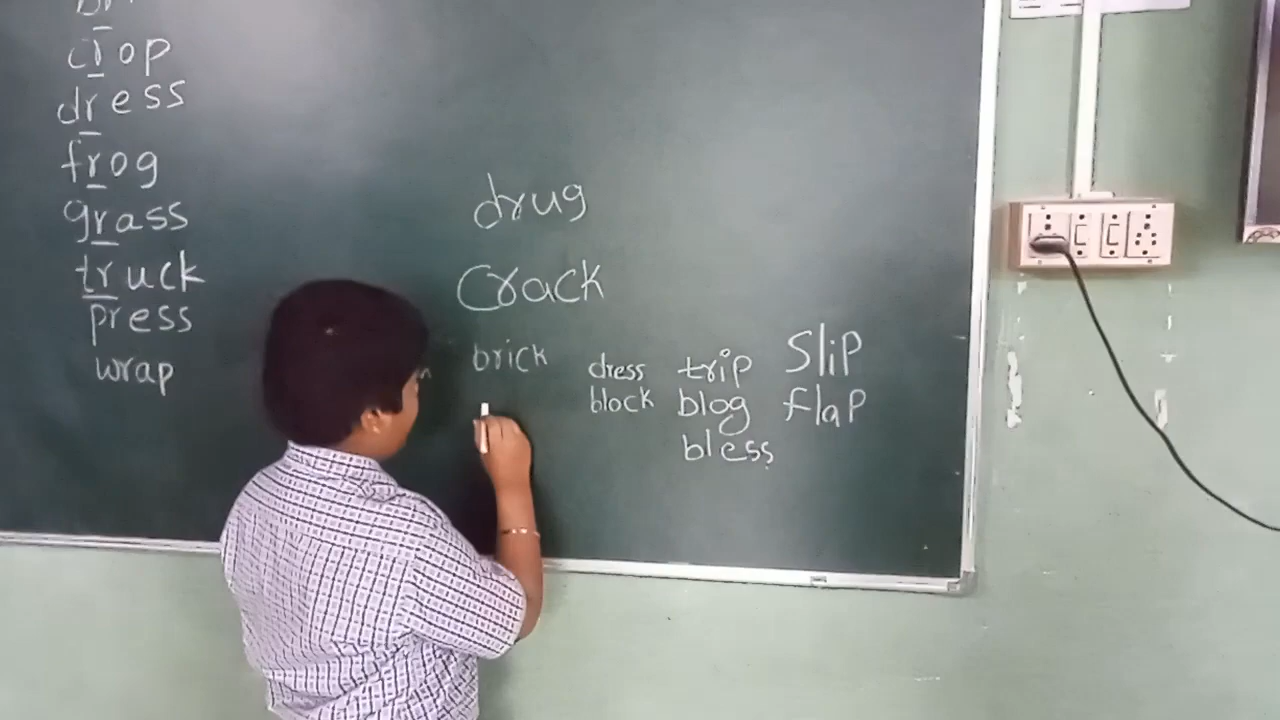 crop
dress
frog
grass
truck
press
wrap
drug
Crack
brick
dress
block
trip
blog
bless
Slip
flap